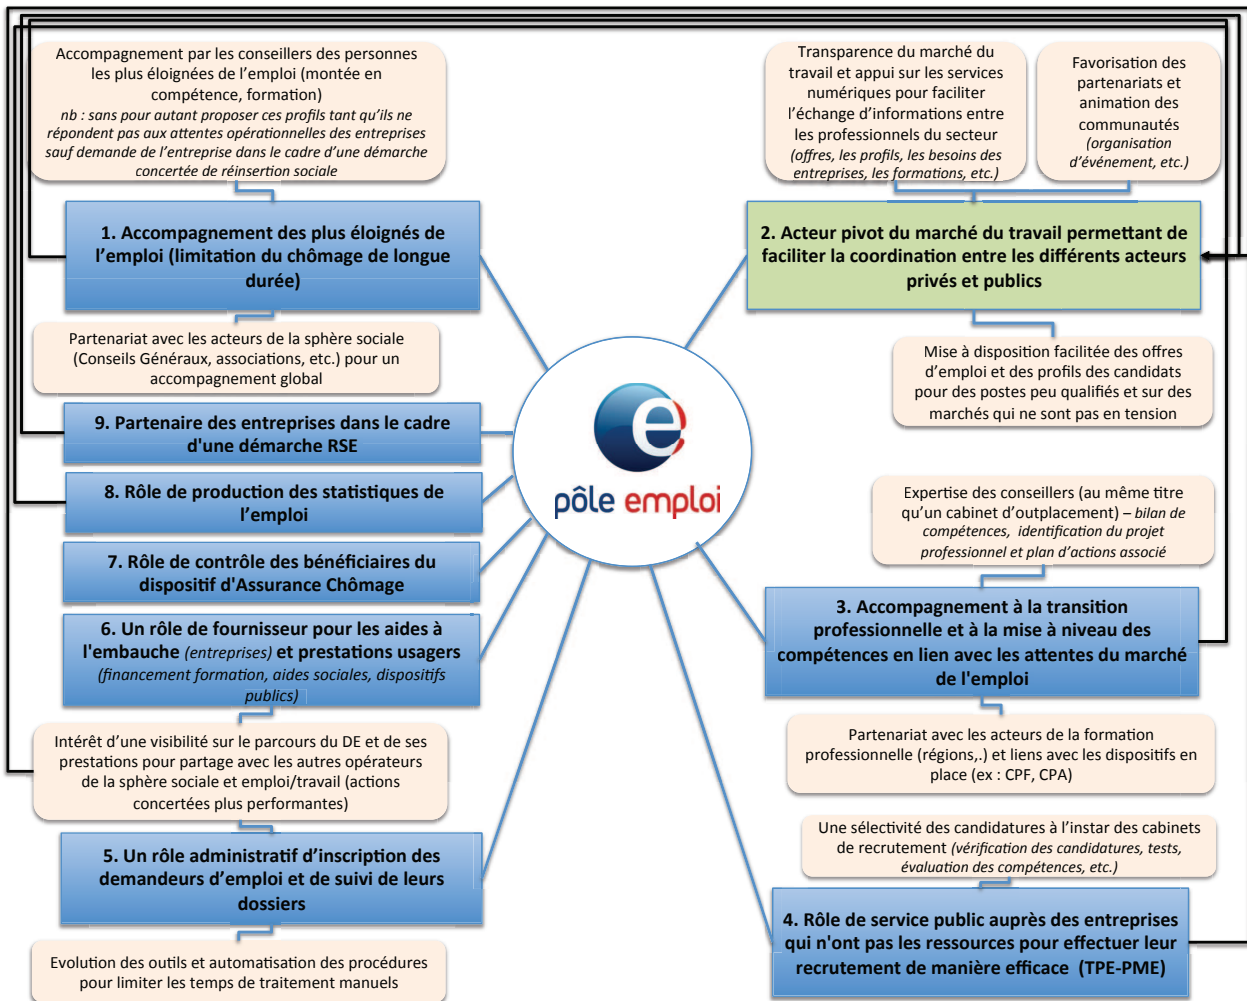 Accompagnement par les conseillers des personnes
les plus éloignées de l'emploi (montée en
compétence, formation)
nb : sans pour autant proposer ces profils tant qu'ils ne
répondent pas aux attentes opérationnelles des entreprises
sauf demande de l'entreprise dans le cadre d'une démarche
concertée de réinsertion sociale
1. Accompagnement des plus éloignés de
l'emploi (limitation du chômage de longue
durée)
Partenariat avec les acteurs de la sphère sociale
(Conseils Généraux, associations, etc.) pour un
accompagnement global
9. Partenaire des entreprises dans le cadre
d'une démarche RSE
8. Rôle de production des statistiques de
l'emploi
7. Rôle de contrôle des bénéficiaires du
dispositif d'Assurance Chômage
6. Un rôle de fournisseur pour les aides à
l'embauche (entreprises) et prestations usagers
(financement formation, aides sociales, dispositifs
publics)
Intérêt d'une visibilité sur le parcours du DE et de ses
prestations pour partage avec les autres opérateurs
de la sphère sociale et emploi/travail (actions
concertées plus performantes)
5. Un rôle administratif d'inscription des
demandeurs d'emploi et de suivi de leurs
dossiers
Evolution des outils et automatisation des procédures
pour limiter les temps de traitement manuels
e
pôle emploi
Transparence du marché du
travail et appui sur les services
numériques pour faciliter
l'échange d'informations entre
les professionnels du secteur
(offres, les profils, les besoins des
entreprises, les formations, etc.)
Favorisation des
partenariats et
animation des
communautés
(organisation
d'événement, etc.)
2. Acteur pivot du marché du travail permettant de
faciliter la coordination entre les différents acteurs
privés et publics
Mise à disposition facilitée des offres
d'emploi et des profils des candidats
pour des postes peu qualifiés et sur des
marchés qui ne sont pas en tension
Expertise des conseillers (au même titre
qu'un cabinet d'outplacement) – bilan de
compétences, identification du projet
professionnel et plan d'actions associé
3. Accompagnement à la transition
professionnelle et à la mise à niveau des
compétences en lien avec les attentes du marché
de l'emploi
Partenariat avec les acteurs de la formation
professionnelle (régions,.) et liens avec les dispositifs en
place (ex : CPF, CPA)
Une sélectivité des candidatures à l'instar des cabinets
de recrutement (vérification des candidatures, tests,
évaluation des compétences, etc.)
4. Rôle de service public auprès des entreprises
qui n'ont pas les ressources pour effectuer leur
recrutement de manière efficace (TPE-PME)